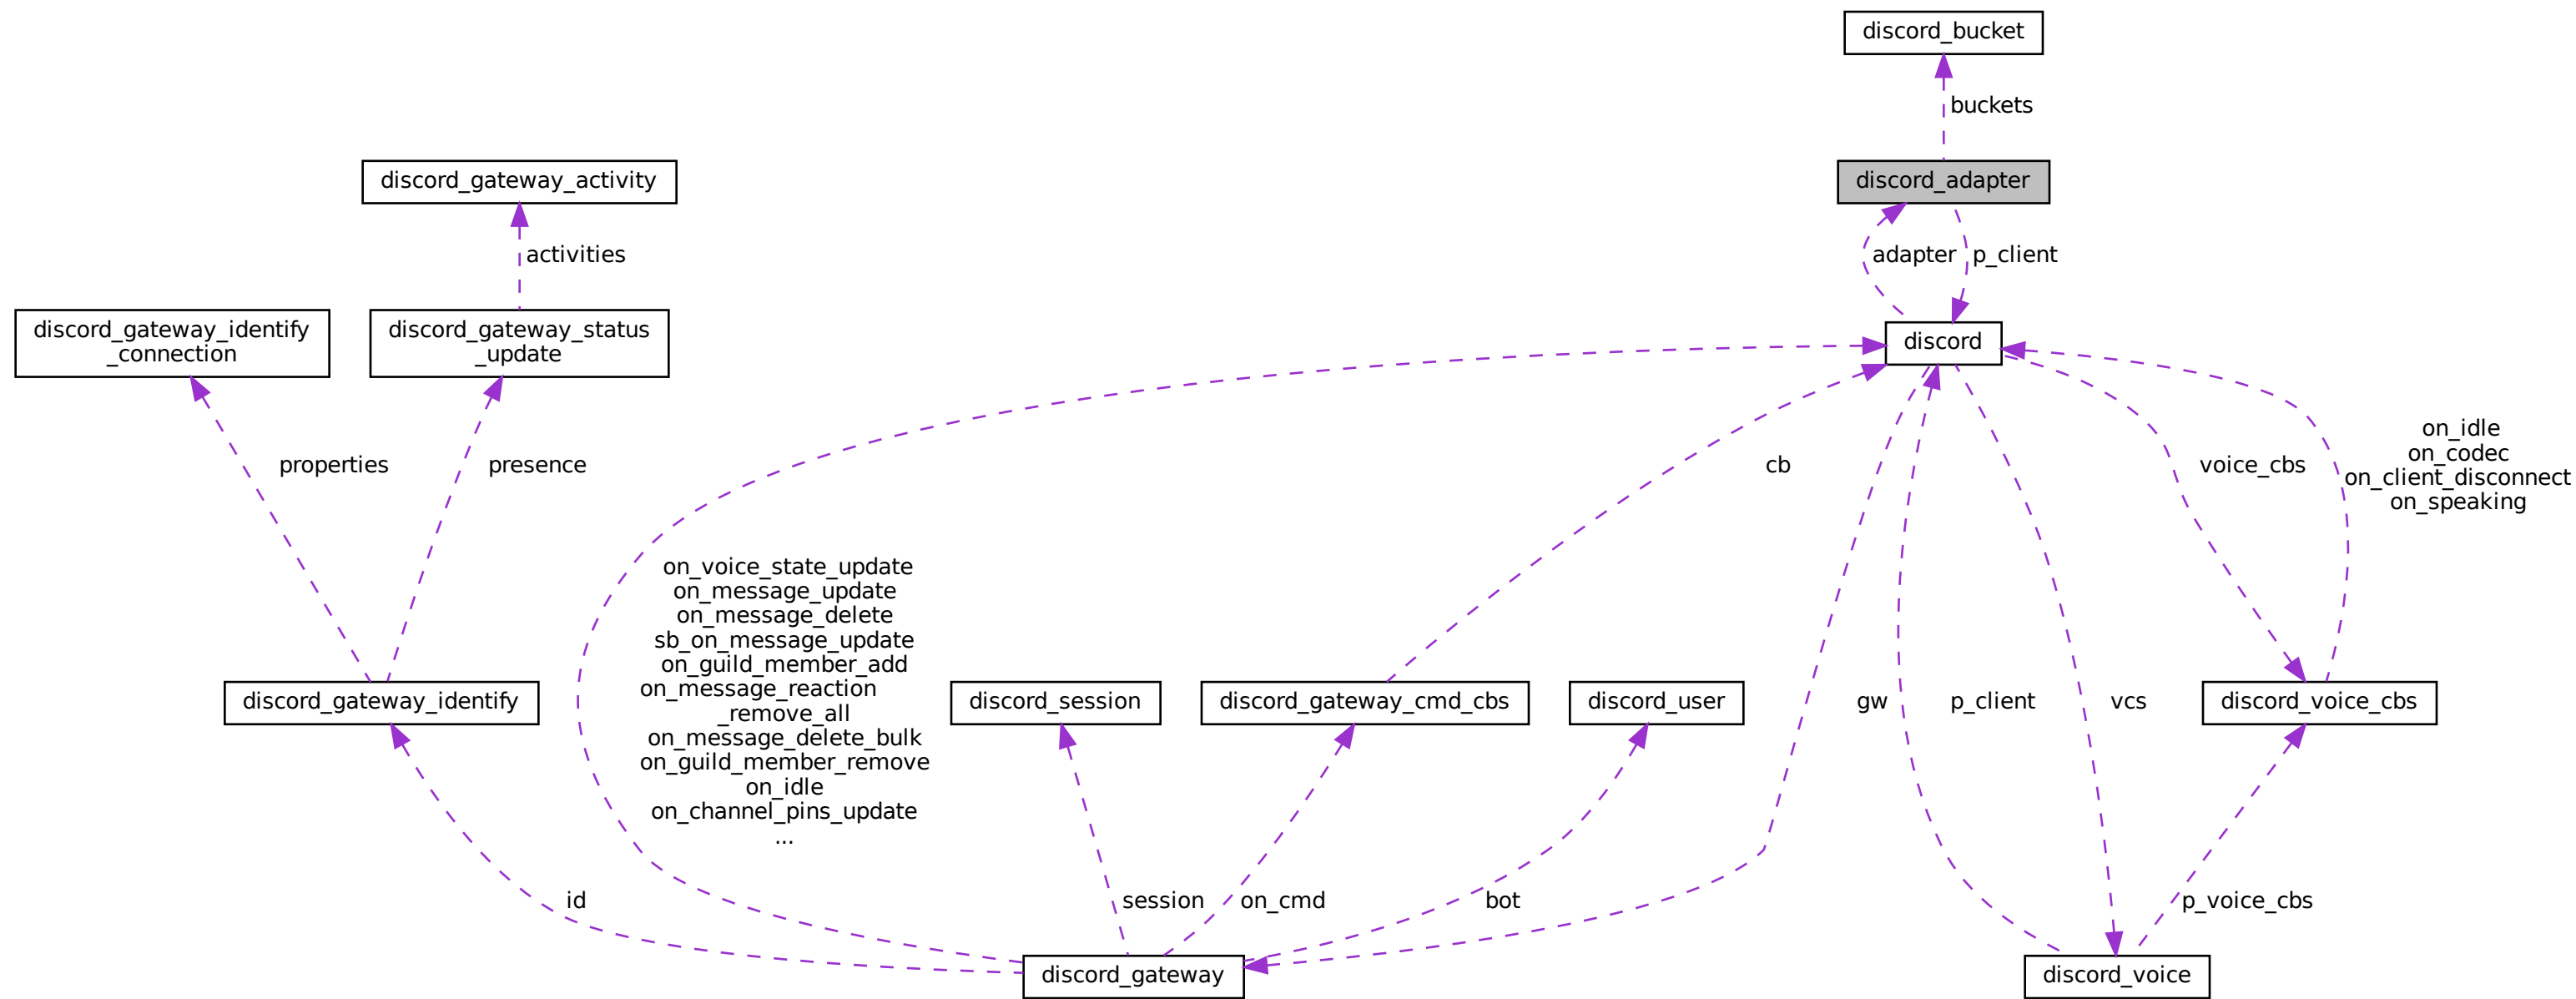 discord_bucket
buckets
discord_gateway_activity
discord_adapter
activities
adapter
p_client
discord_gateway_identify
_connection
discord_gateway_status
_update
discord
properties
presence
cb
voice_cbs
on_idle
on_codec
on_client_disconnect
on_speaking
on_voice_state_update
on_message_update
on_message_delete
sb_on_message_update
on_guild_member_add
on_message_reaction
_remove_all
on_message_delete_bulk
on_guild_member_remove
on_idle
on_channel_pins_update
...
discord_gateway_identify
discord_session
discord_gateway_cmd_cbs
discord_user
gw
p_client
vcs
discord_voice_cbs
id
session
on_cmd
bot
p_voice_cbs
discord_gateway
discord_voice